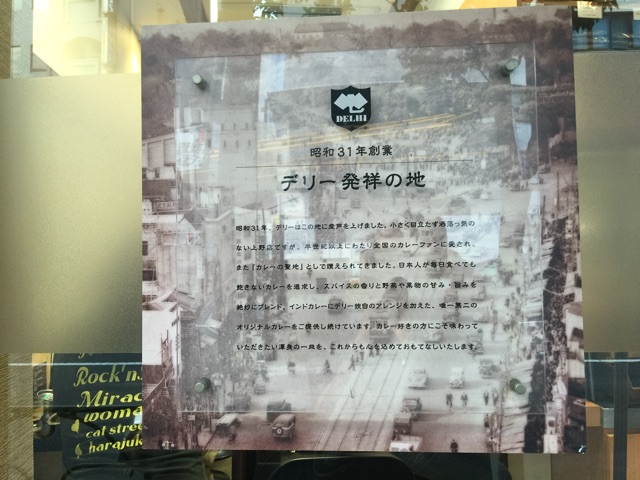 DELHI
昭和31年創業
デリー発祥の地
昭和31年、デリーはこの地に産声を上げました。小さく目立たず洒落っ気の
ない上野店ですが、半世紀以上にわたり全国のカレーファンに愛され、
また「カレーの聖地」として讃えられてきました。日本人が毎日食べても
飽きないカレーを追求し、スパイスの香りと野菜や果物の甘み・旨みを
絶妙にブレンド。インドカレーにデリー独自のアレンジを加えた、唯一無二の
オリジナルカレーをご提供し続けています。カレー好きの方にこそ味わって
いただきたい渾身の一皿を、これからも心を込めておもてなしいたします。
Rock'n
Mirac
woma
cal stree
harajuk